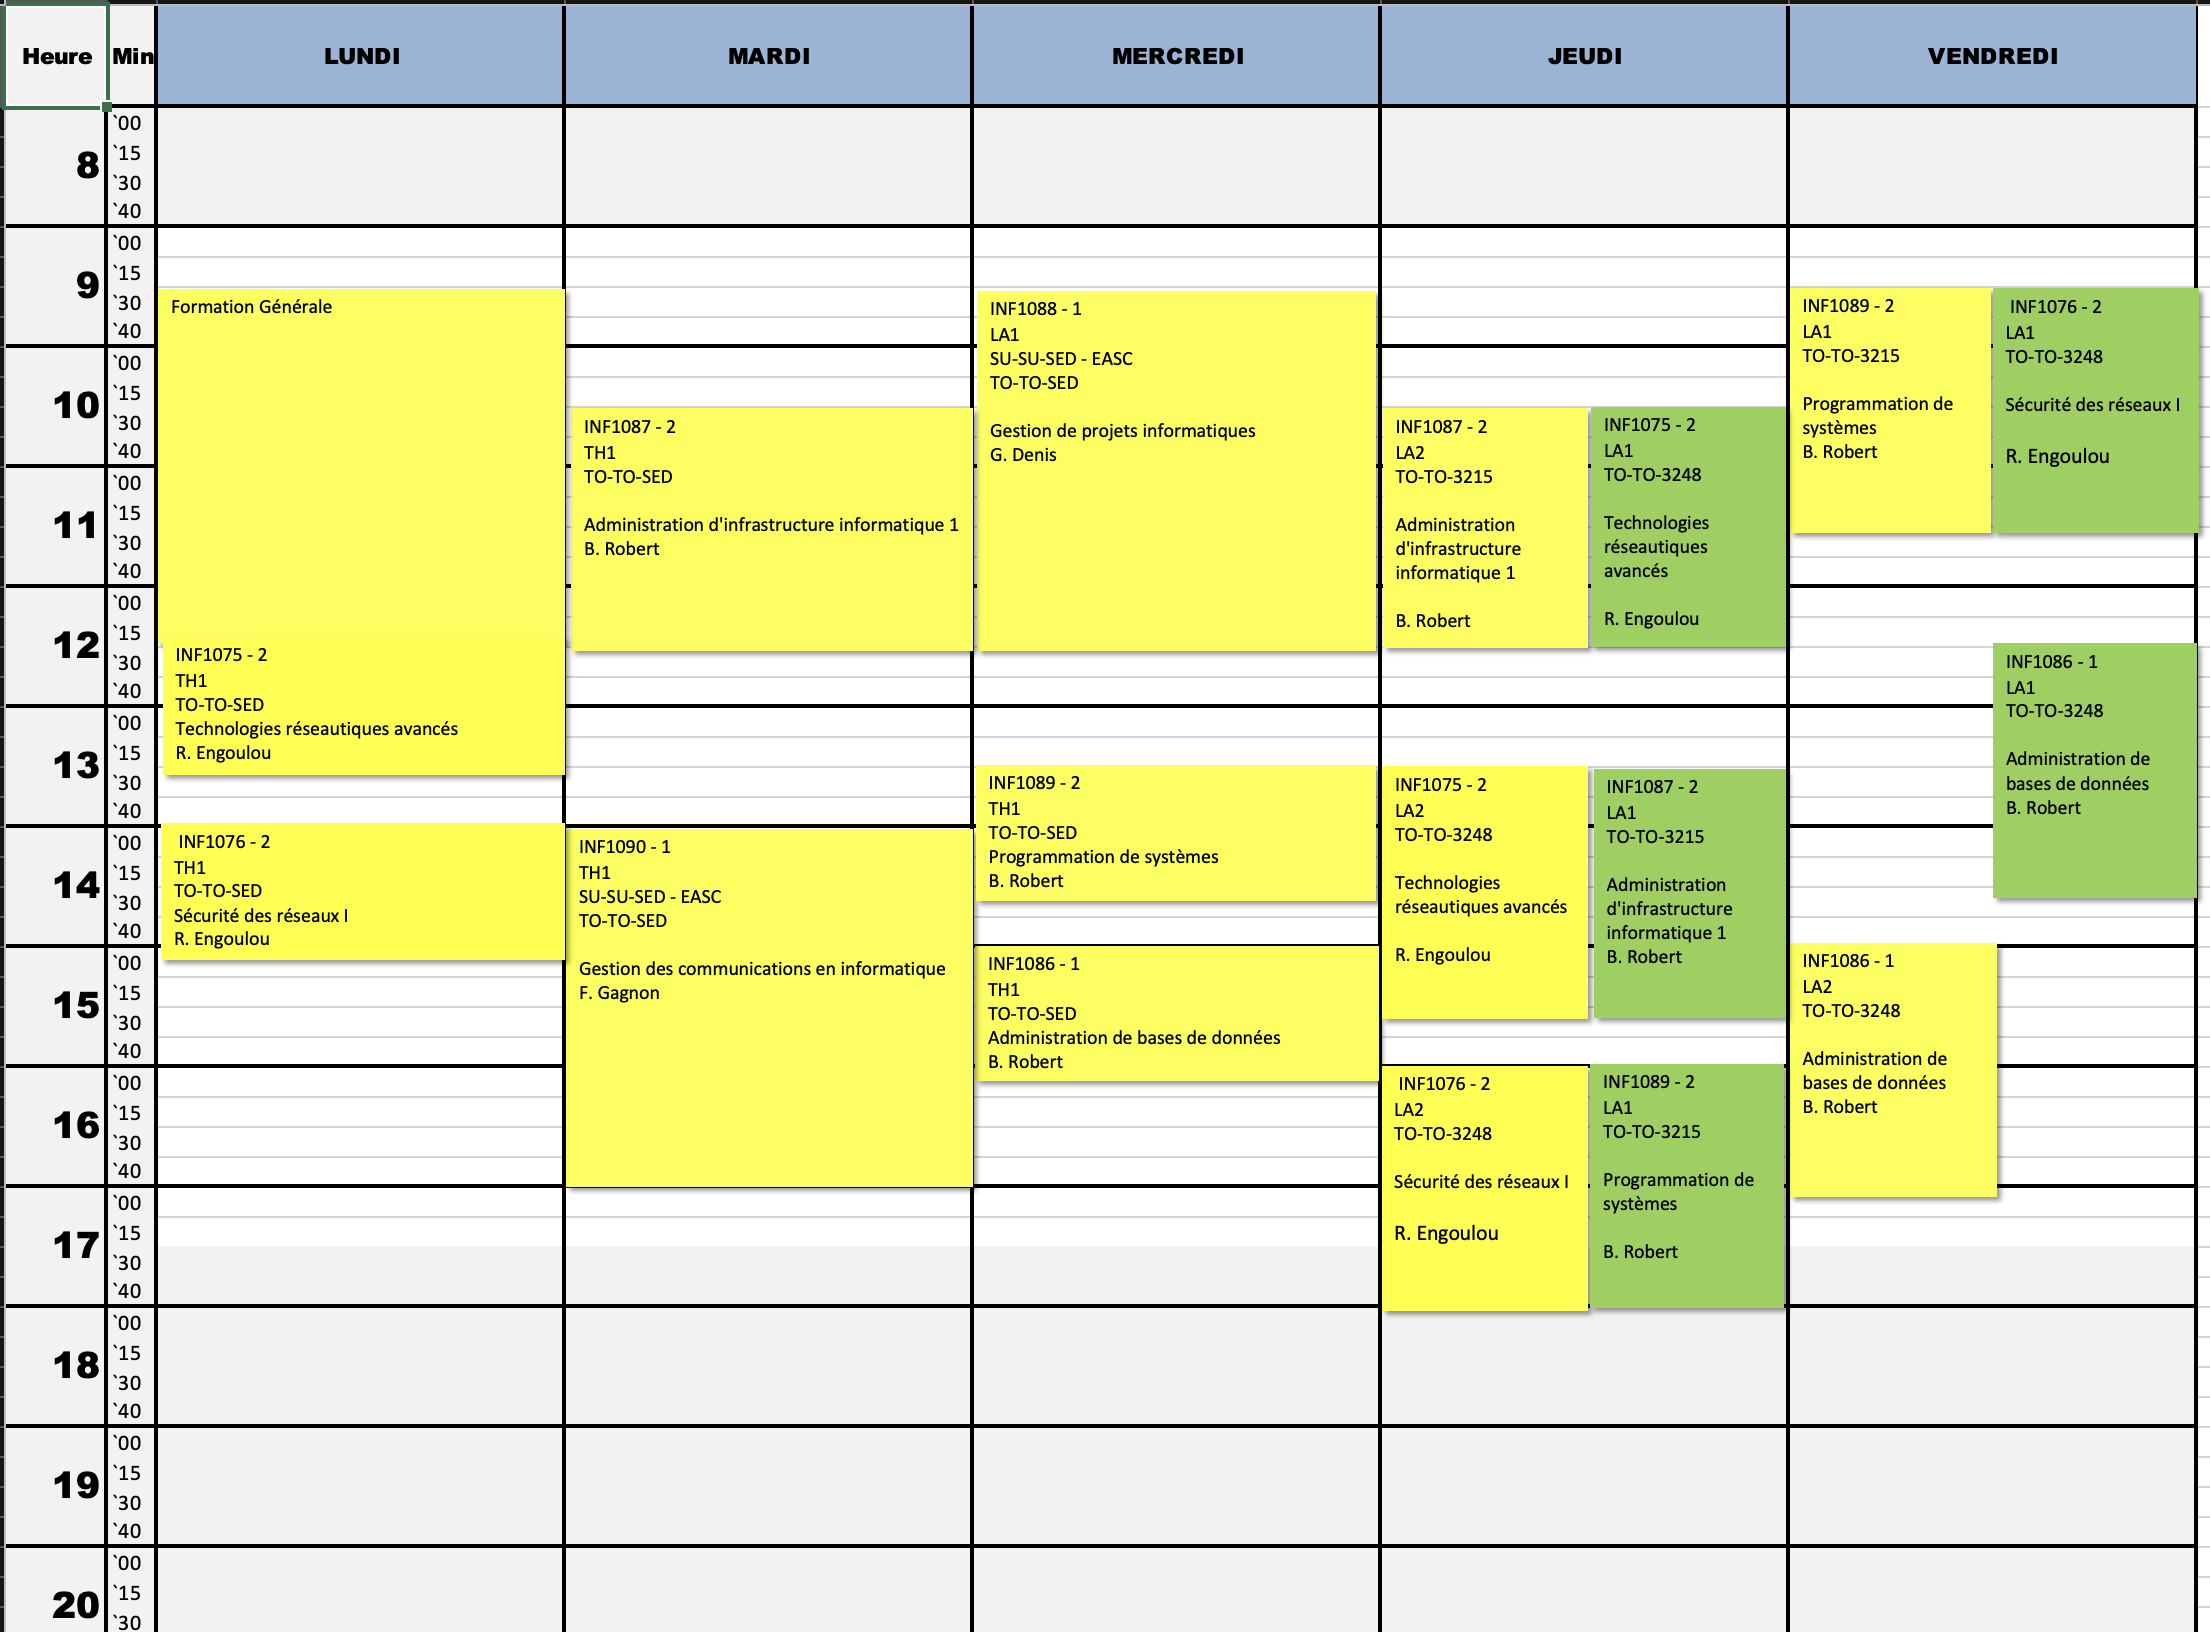 Heure Min LUNDI MARDI MERCREDI JEUDI VENDREDI
8
`00
`15
`30
`40
9
`00
`15
`30
`40
10
`00
`15
`30
`40
11
`00
`15
`30
`40
12
`00
`15
`30
`40
13
`00
`15
`30
`40
14
`00
`15
`30
`40
15
`00
`15
`30
`40
16
`00
`15
`30
`40
17
`00
`15
`30
`40
18
`00
`15
`30
`40
19
`00
`15
`30
`40
20
`00
`15
`30
Formation Générale
INF1075 - 2
TH1
TO-TO-SED
Technologies réseautiques avancés
R. Engoulou
INF1076 - 2
TH1
TO-TO-SED
Sécurité des réseaux I
R. Engoulou
INF1087 - 2
TH1
TO-TO-SED
Administration d'infrastructure informatique 1
B. Robert
INF1090 - 1
TH1
SU-SU-SED - EASC
TO-TO-SED
Gestion des communications en informatique
F. Gagnon
INF1088 - 1
LA1
SU-SU-SED - EASC
TO-TO-SED
Gestion de projets informatiques
G. Denis
INF1089 - 2
TH1
TO-TO-SED
Programmation de systèmes
B. Robert
INF1086 - 1
TH1
TO-TO-SED
Administration de bases de données
B. Robert
INF1087 - 2
LA2
TO-TO-3215
Administration
d'infrastructure
informatique 1
B. Robert
INF1075 - 2
LA1
TO-TO-3248
Technologies
réseautiques
avancés
R. Engoulou
INF1075 - 2
LA2
TO-TO-3248
Technologies
réseautiques avancés
R. Engoulou
INF1087 - 2
LA1
TO-TO-3215
Administration
d'infrastructure
informatique 1
B. Robert
INF1076 - 2
LA2
TO-TO-3248
Sécurité des réseaux I
R. Engoulou
INF1089 - 2
LA1
TO-TO-3215
Programmation de
systèmes
B. Robert
INF1089 - 2
LA1
TO-TO-3215
Programmation de
systèmes
B. Robert
INF1076 - 2
LA1
TO-TO-3248
Sécurité des réseaux I
R. Engoulou
INF1086 - 1
LA1
TO-TO-3248
Administration de
bases de données
B. Robert
INF1086 - 1
LA2
TO-TO-3248
Administration de
bases de données
B. Robert